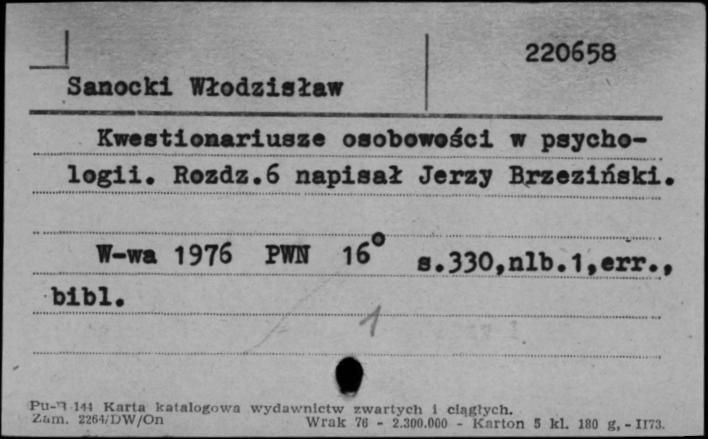 220658
Sanocki Włodzisław
Kwestionariusze osobowości w psycho-
logii. Rozdz.6 napisał Jerzy Brzeziński.
W-wa 1976 PWN 16° s.330,nlb.1,err.,
bibl.
1
144 Karta katalogowa wydawnictw zwartych i ciągłych.
Zam. 2264/DW/On Wrak 76 - 2.300.000 - Karton 5 kl. 180 g, - II73.